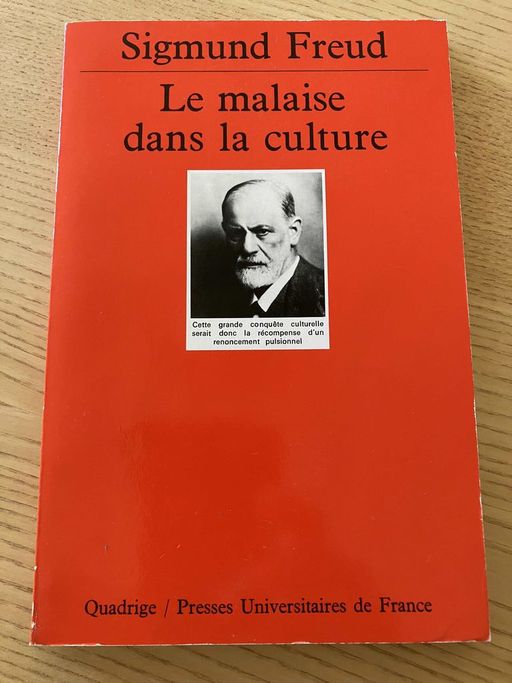 Sigmund Freud
Le malaise
dans la culture
Cette grande conquête culturelle
serait donc la récompense d'un
renoncement pulsionnel
Quadrige / Presses Universitaires de France